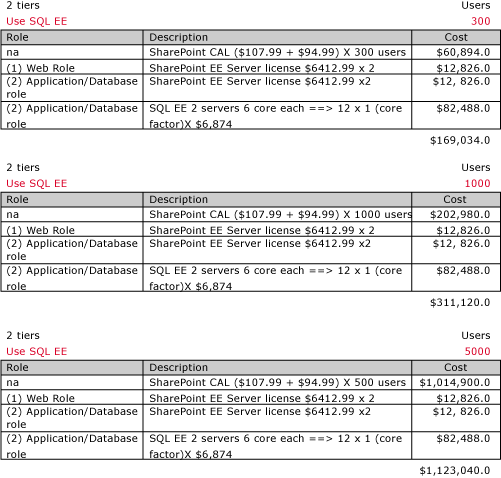 2 tiers Users
Use SQL EE 300
Role Description Cost
na SharePoint CAL ($107.99 + $94.99) X 300 users $60,894.0
(1) Web Role SharePoint EE Server license $6412.99 x 2 $12,826.0
(2) Application/Database SharePoint EE Server license $6412.99 x2 $12, 826.0
role
(2) Application/Database SQL EE 2 servers 6 core each ==> 12 x 1 (core $82,488.0
role factor)X $6,874
$169,034.0
2 tiers Users
Use SQL EE 1000
Role Description Cost
na SharePoint CAL ($107.99 + $94.99) X 1000 users $202,980.0
(1) Web Role SharePoint EE Server license $6412.99 x 2 $12,826.0
(2) Application/Database SharePoint EE Server license $6412.99 x2 $12, 826.0
role
(2) Application/Database SQL EE 2 servers 6 core each ==> 12 x 1 (core $82,488.0
role factor)X $6,874
$311,120.0
2 tiers Users
Use SQL EE 5000
Role Description Cost
na SharePoint CAL ($107.99 + $94.99) X 500 users $1,014,900.0
(1) Web Role SharePoint EE Server license $6412.99 x 2 $12,826.0
(2) Application/Database SharePoint EE Server license $6412.99 x2 $12, 826.0
role
(2) Application/Database SQL EE 2 servers 6 core each ==> 12 x 1 (core $82,488.0
role factor)X $6,874
$1,123,040.0